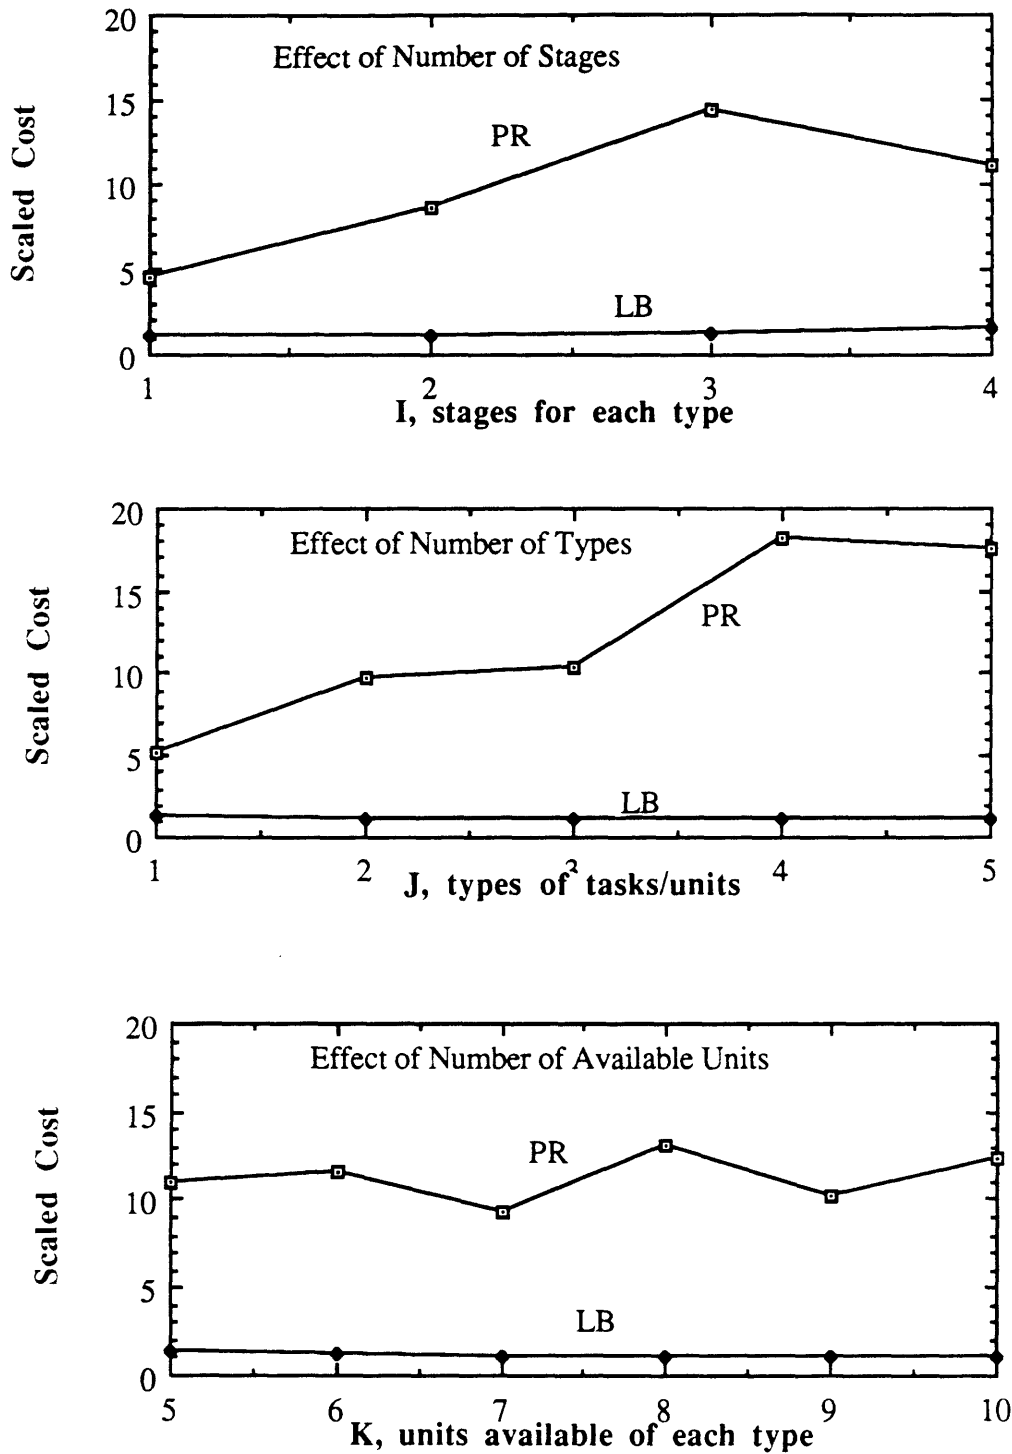 20
Effect of Number of Stages
15
PR
10
Scaled Cost
5
LB
0
1 2 3 4
I, stages for each type
20
Effect of Number of Types
15
PR
10
Scaled Cost
5
LB
0
1 2 3 4 5
J, types of tasks/units
20
Effect of Number of Available Units
15
PR
10
Scaled Cost
5
LB
0
5 6 7 8 9 10
K, units available of each type